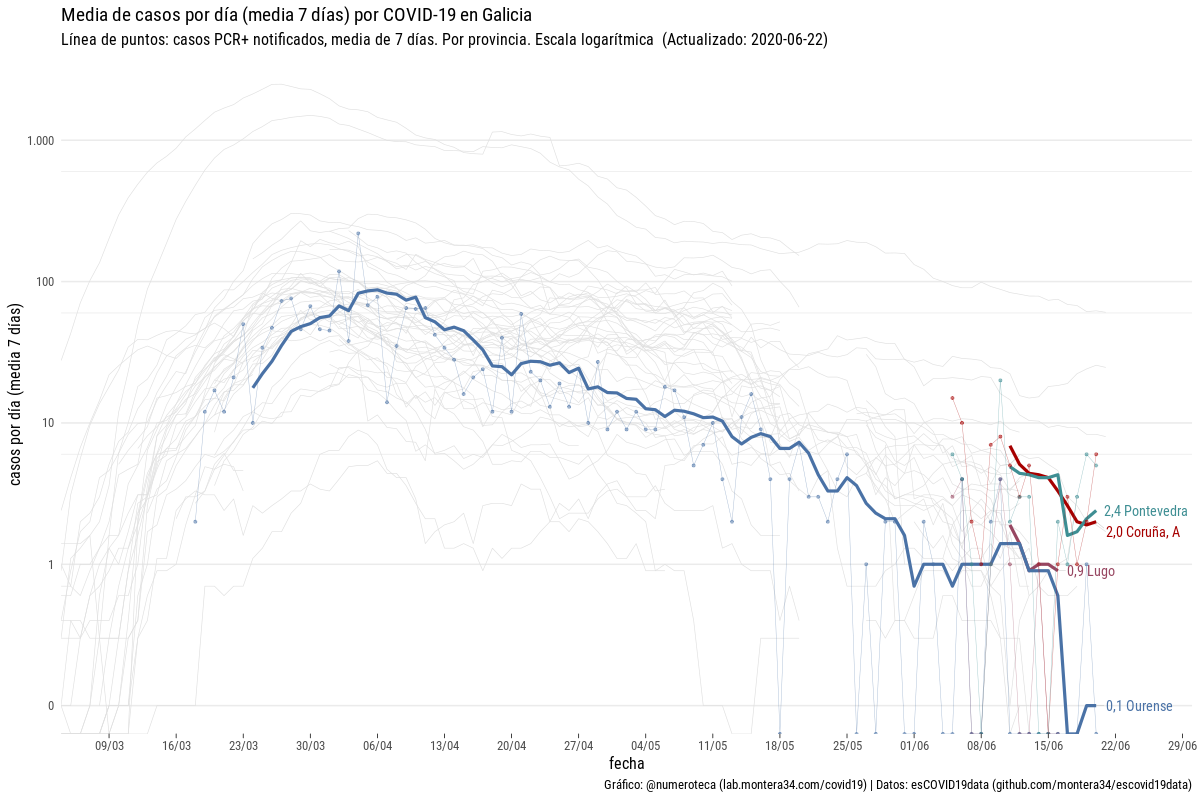 Media de casos por día (media 7 días) por COVID-19 en Galicia
Línea de puntos: casos PCR+ notificados, media de 7 días. Por provincia. Escala logarítmica (Actualizado: 2020-06-22)
casos por día (media 7 días)
1.000
100
10
1
0
2,4 Pontevedra
2,0 Coruña, A
0,9 Lugo
0,1 Ourense
09/03 16/03 23/03 30/03 06/04 13/04 20/04 27/04 04/05 11/05 18/05 25/05 01/06 08/06 15/06 22/06 29/06
fecha
Gráfico: @numeroteca (lab.montera34.com/covid19) | Datos: esCOVID19data (github.com/montera34/escovid19data)